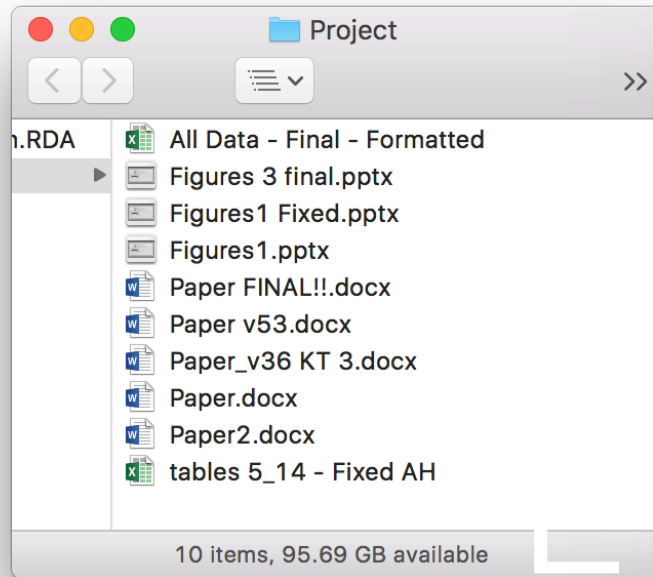 Project
n.RDA
All Data - Final - Formatted
Figures 3 final.pptx
Figures1 Fixed.pptx
Figures1.pptx
Paper FINAL!!.docx
Paper v53.docx
Paper_v36 KT 3.docx
Paper.docx
Paper2.docx
tables 5_14 - Fixed AH
10 items, 95.69 GB available